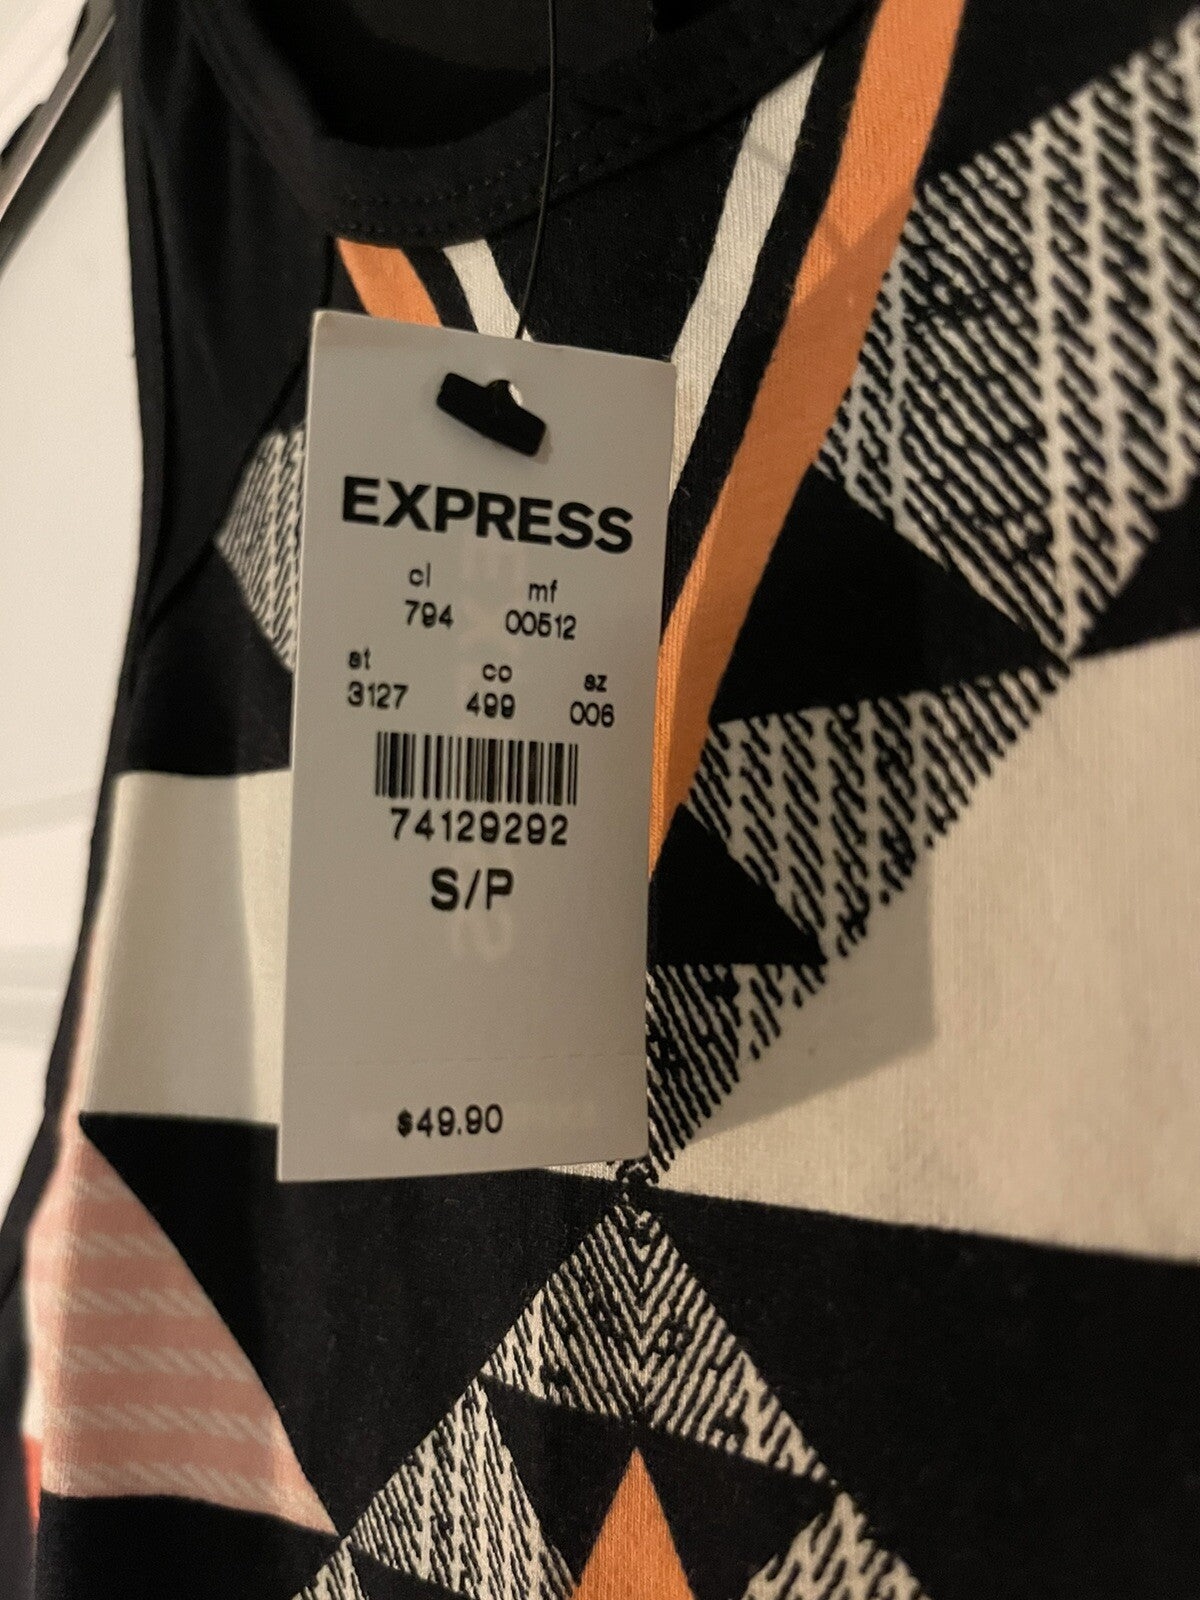 EXPRESS
cl mf
794 00512
st co sz
3127 499 006
74129292
S/P
$49.90